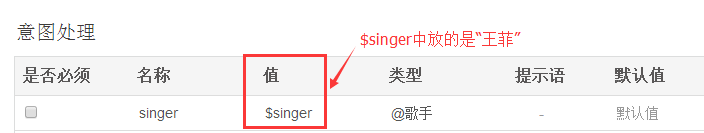 意图处理
$singer中放的是“王菲”
是否必须 名称 值 类型 提示语 默认值
singer $singer @歌手 - 默认值